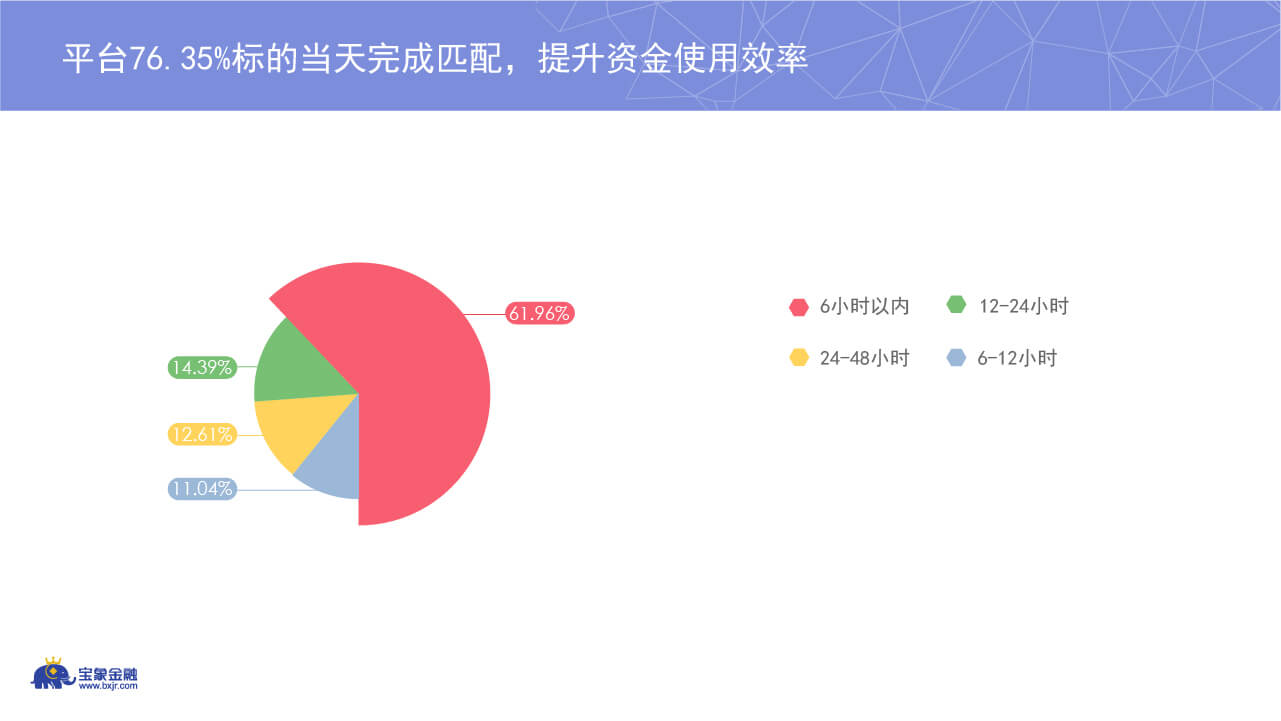 平台76.35%标的当天完成匹配，提升资金使用效率
61.96%
14.39%
12.61%
11.04%
6小时以内
12-24小时
24-48小时
6-12小时
宝象金融
www.bxjr.com